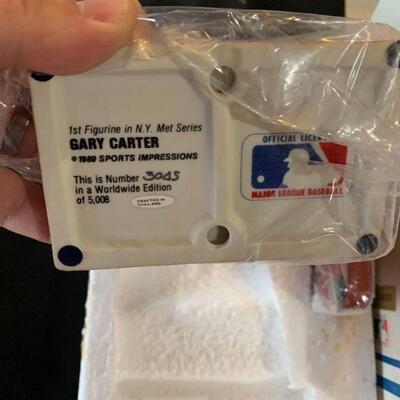 1st Figurine in N.Y. Met Series
GARY CARTER
© 1989 SPORTS IMPRESSIONS
This is Number 3045
in a Worldwide Edition
of 5,008
CRAFTED IN
OFFICIAL
MAJOR LEAGUE BASEBALL